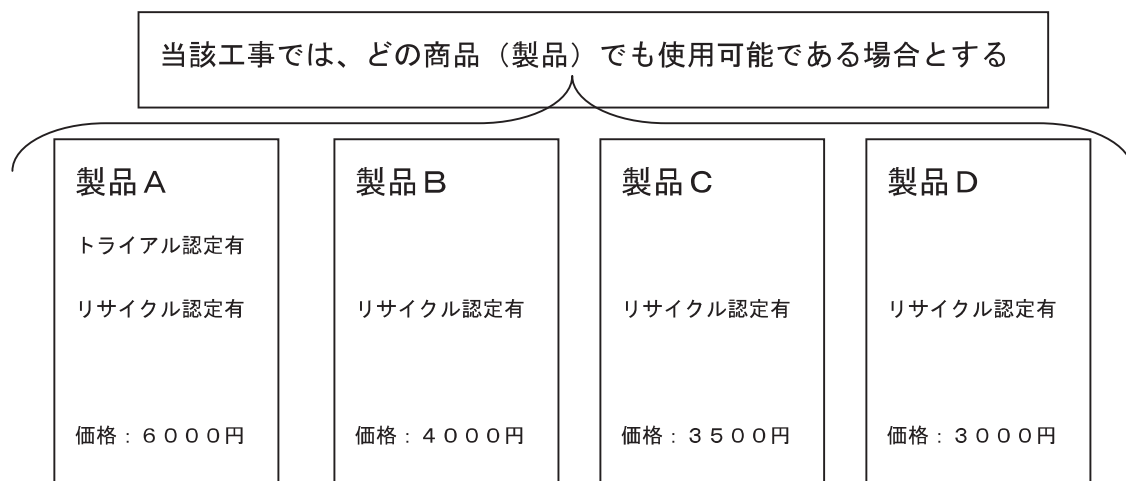 当該工事では、どの商品（製品）でも使用可能である場合とする
製品Ａ
トライアル認定有
リサイクル認定有
価格：６０００円
製品Ｂ
リサイクル認定有
価格：４０００円
製品Ｃ
リサイクル認定有
価格：３５００円
製品Ｄ
リサイクル認定有
価格：３０００円